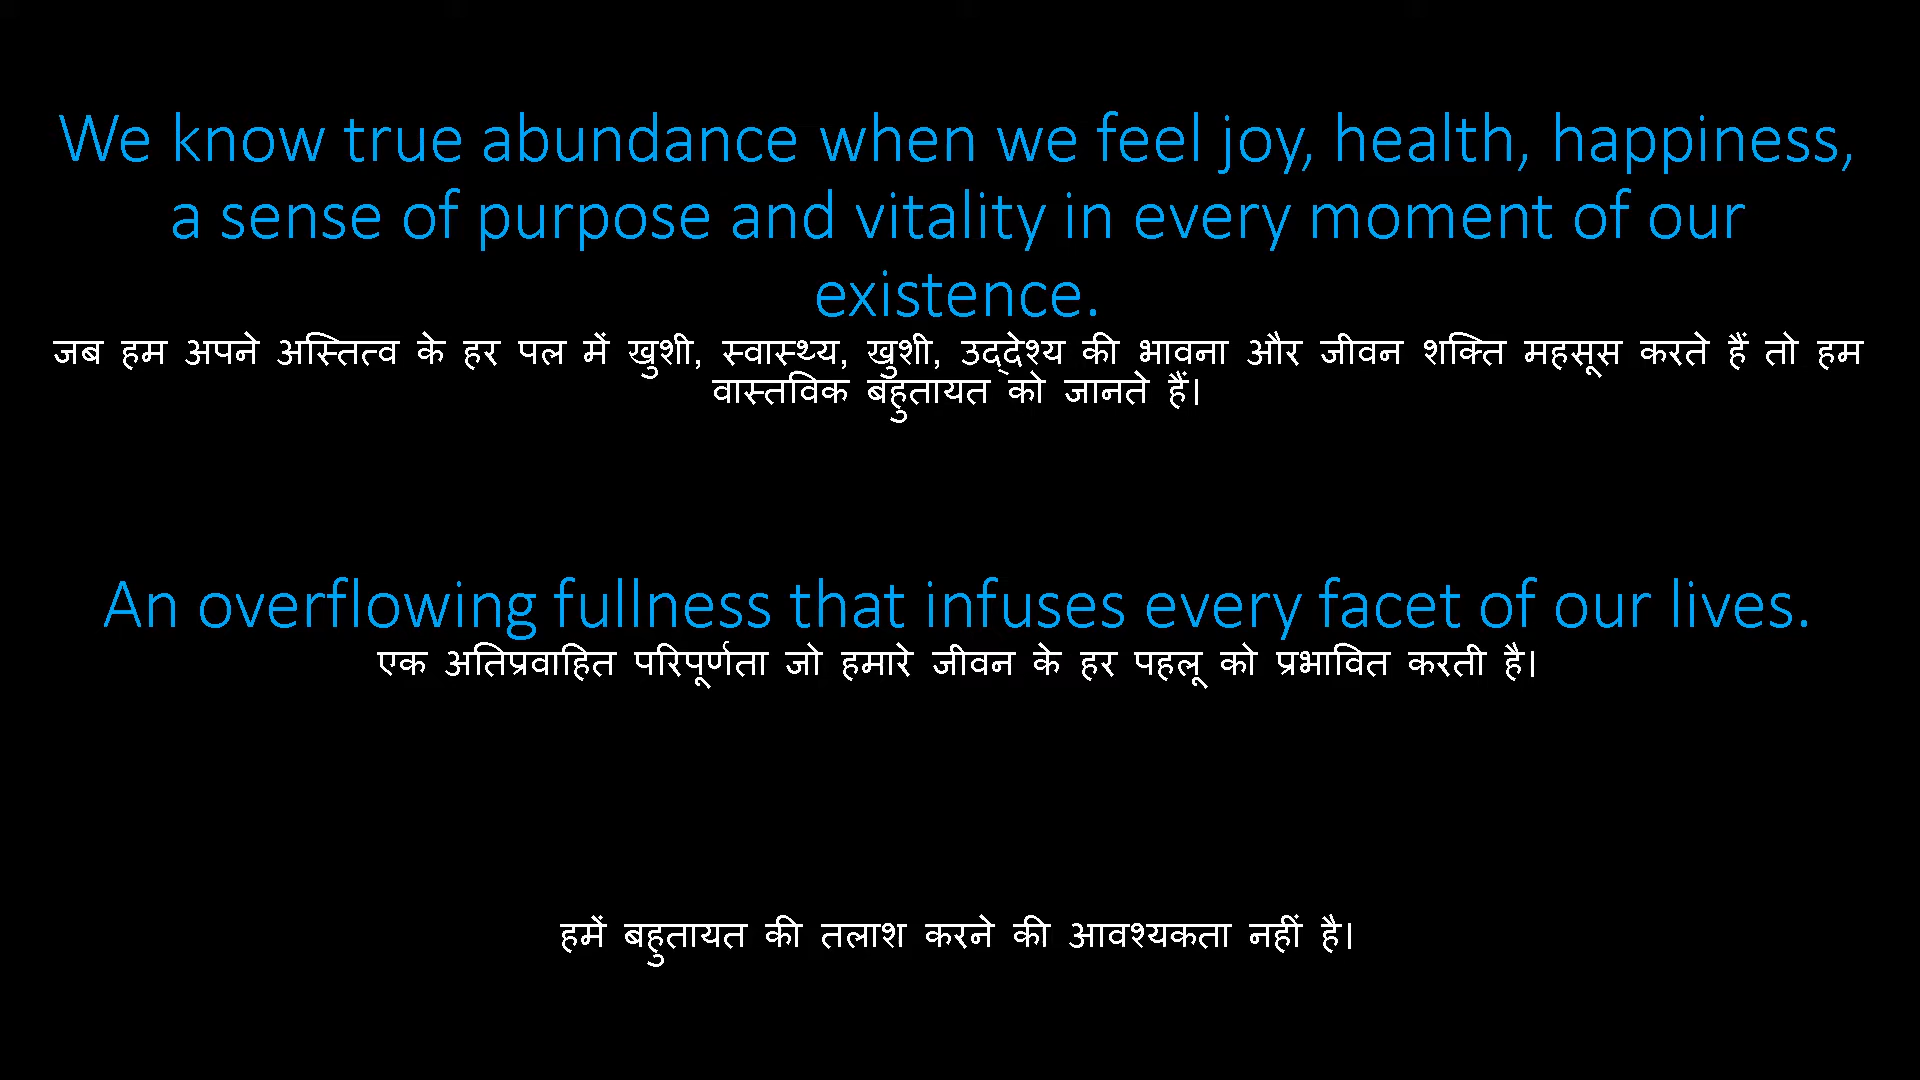 We know true abundance when we feel joy, health, happiness,
a sense of purpose and vitality in every moment of our
existence.
जब हम अपने अस्तित्व के हर पल में खुशी, स्वास्थ्य, खुशी, उद्देश्य की भावना और जीवन शक्ति महसूस करते हैं तो हम
वास्तविक बहुतायत को जानते हैं।
An overflowing fullness that infuses every facet of our lives.
एक अतिप्रवाहित परिपूर्णता जो हमारे जीवन के हर पहलू को प्रभावित करती है।
हमें बहुतायत की तलाश करने की आवश्यकता नहीं है।